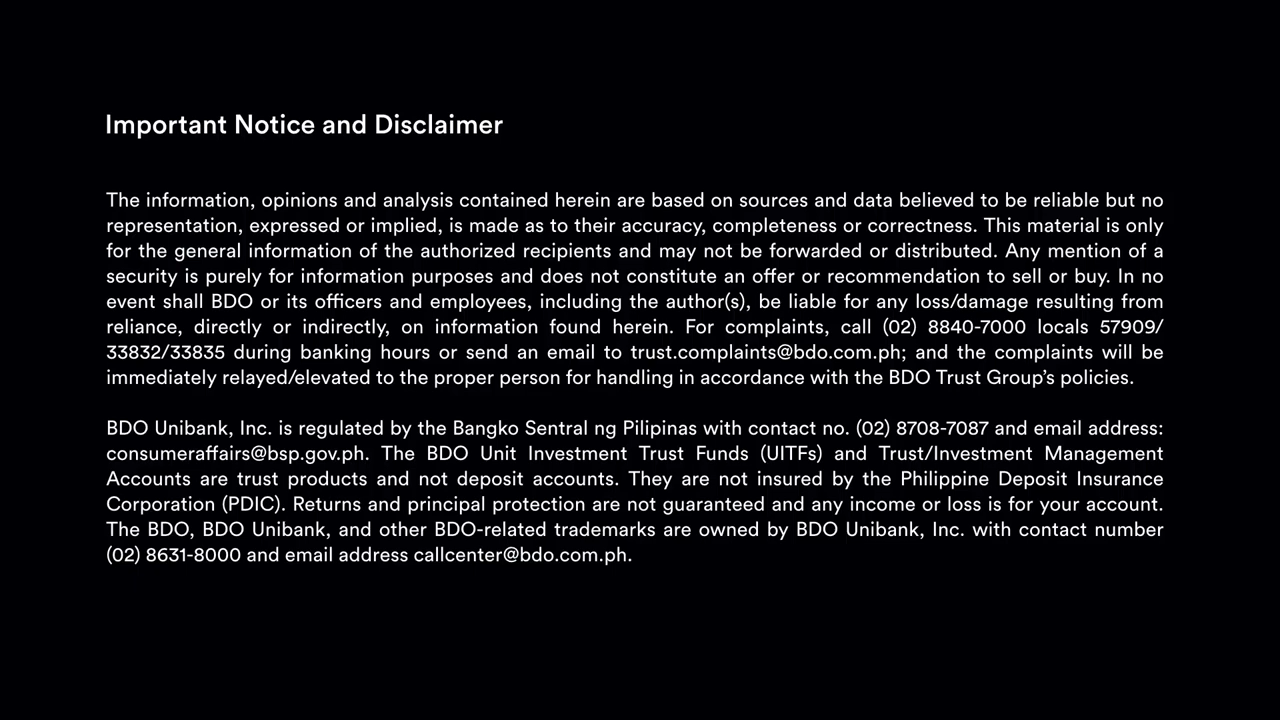 Important Notice and Disclaimer
The information, opinions and analysis contained herein are based on sources and data believed to be reliable but no
representation, expressed or implied, is made as to their accuracy, completeness or correctness. This material is only
for the general information of the authorized recipients and may not be forwarded or distributed. Any mention of a
security is purely for information purposes and does not constitute an offer or recommendation to sell or buy. In no
event shall BDO or its officers and employees, including the author(s), be liable for any loss/damage resulting from
reliance, directly or indirectly, on information found herein. For complaints, call (02) 8840-7000 locals 57909/
33832/33835 during banking hours or send an email to trust.complaints@bdo.com.ph; and the complaints will be
immediately relayed/elevated to the proper person for handling in accordance with the BDO Trust Group’s policies.
BDO Unibank, Inc. is regulated by the Bangko Sentral ng Pilipinas with contact no. (02) 8708-7087 and email address:
consumeraffairs@bsp.gov.ph. The BDO Unit Investment Trust Funds (UITFs) and Trust/Investment Management
Accounts are trust products and not deposit accounts. They are not insured by the Philippine Deposit Insurance
Corporation (PDIC). Returns and principal protection are not guaranteed and any income or loss is for your account.
The BDO, BDO Unibank, and other BDO-related trademarks are owned by BDO Unibank, Inc. with contact number
(02) 8631-8000 and email address callcenter@bdo.com.ph.